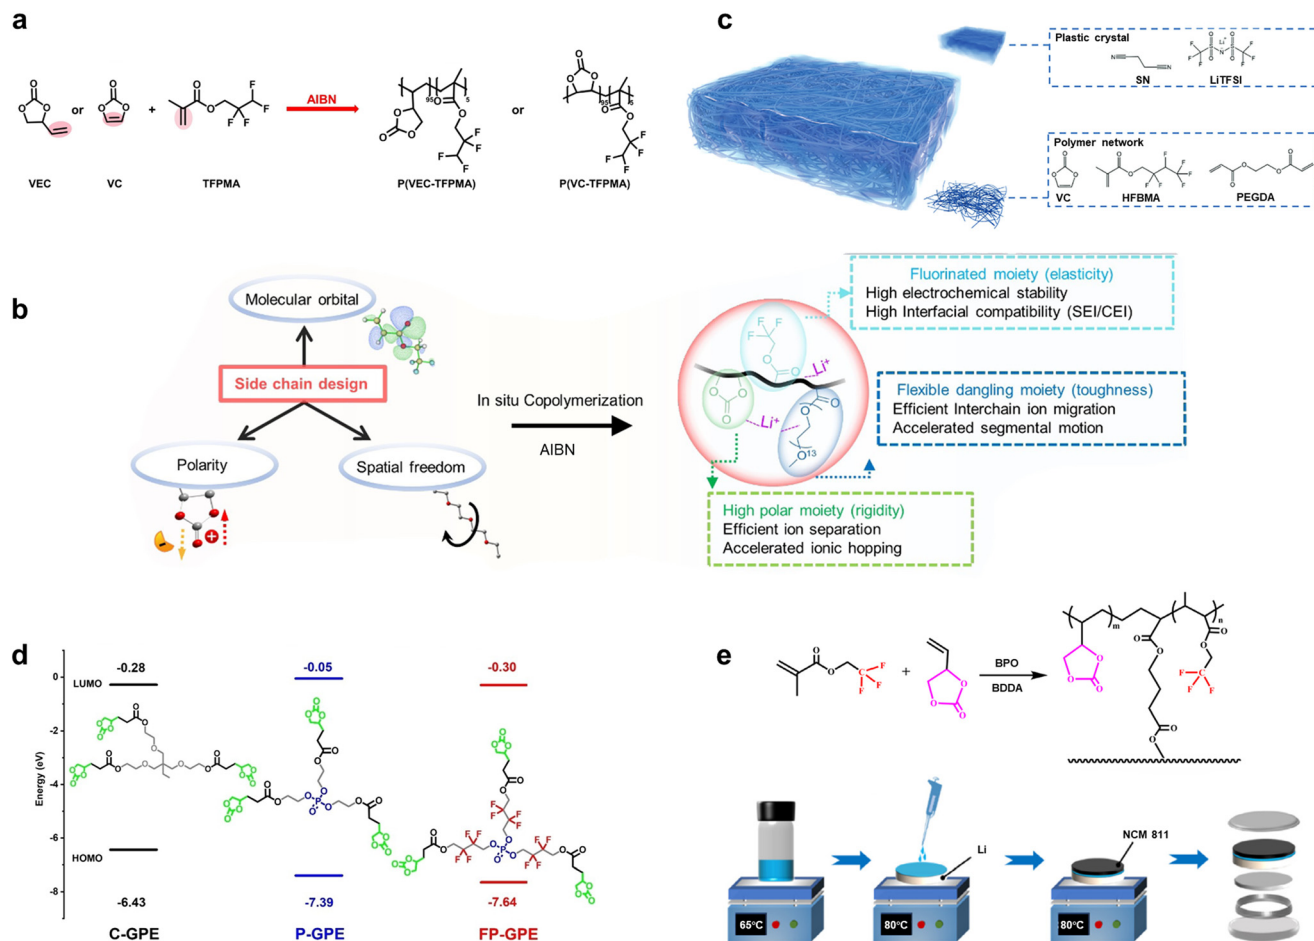 a
O
O
O
or
O
O
O
+
O
O
F
F
F
F
AIBN
VEC
VC
TFPMA
O
O
O
95
5
O
O
F
F
F
F
P(VEC-TFPMA)
or
O
O
O
95
5
O
O
F
F
F
F
P(VC-TFPMA)
c
Plastic crystal
N
N
SN
Li+
F
F
F
O
O
S
N
S
O
O
F
F
F
LiTFSI
Polymer network
O
O
O
VC
O
O
F
F
F
F
F
F
HFBMA
O
O
O
O
PEGDA
b
Molecular orbital
Side chain design
Polarity
Spatial freedom
In situ Copolymerization
AIBN
F
F
F
O
O
Li+
O
O
O
Li+
O
O
O
O 13
Fluorinated moiety (elasticity)
High electrochemical stability
High Interfacial compatibility (SEI/CEI)
Flexible dangling moiety (toughness)
Efficient Interchain ion migration
Accelerated segmental motion
High polar moiety (rigidity)
Efficient ion separation
Accelerated ionic hopping
d
Energy (eV)
0
-2
-4
-6
-8
LUMO
HOMO
-0.28
-0.05
-0.30
-6.43
-7.39
-7.64
C-GPE
P-GPE
FP-GPE
e
O
O
F
F
F
+
O
O
O
BPO
BDDA
m
n
O
O
O
O
O
O
O
F
F
F
O
O
65°C
80°C
Li
80°C
NCM 811